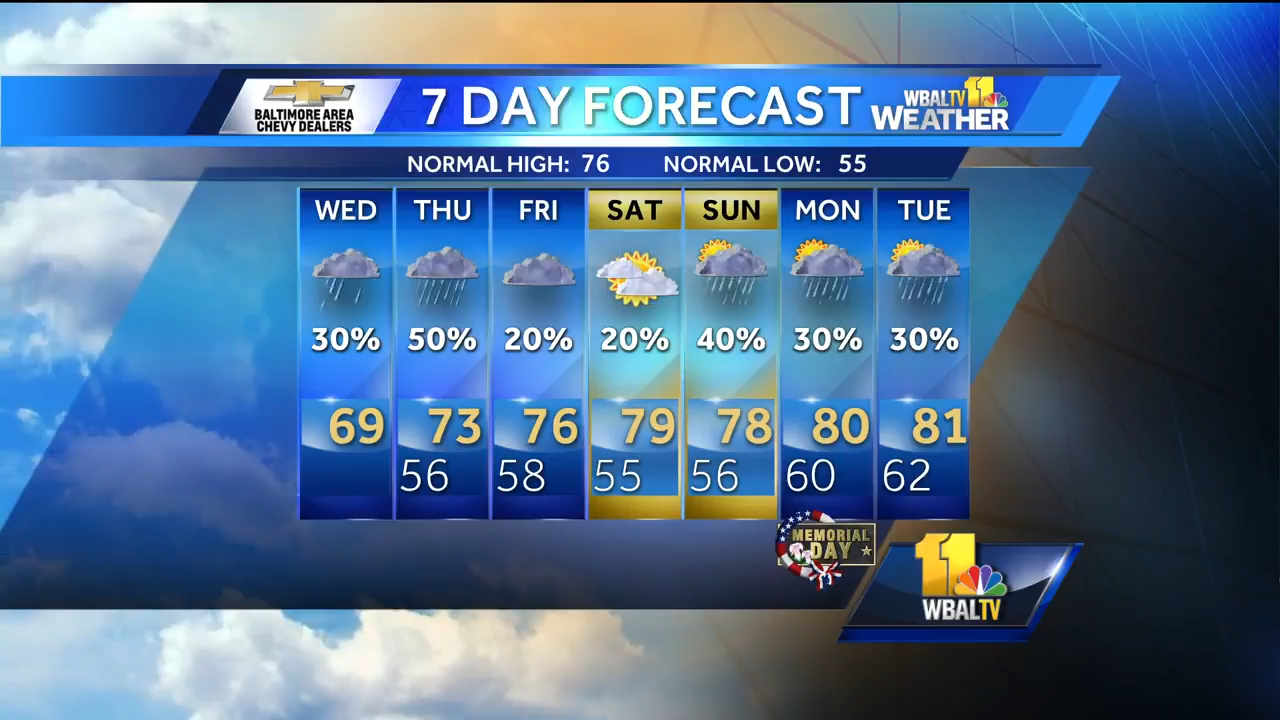 BALTIMORE AREA
CHEVY DEALERS
7 DAY FORECAST
WBALTV 11
WEATHER
NORMAL HIGH: 76 NORMAL LOW: 55
WED THU FRI SAT SUN MON TUE
30% 50% 20% 20% 40% 30% 30%
69 73 76 79 78 80 81
56 58 55 56 60 62
MEMORIAL
DAY
11
WBALTV